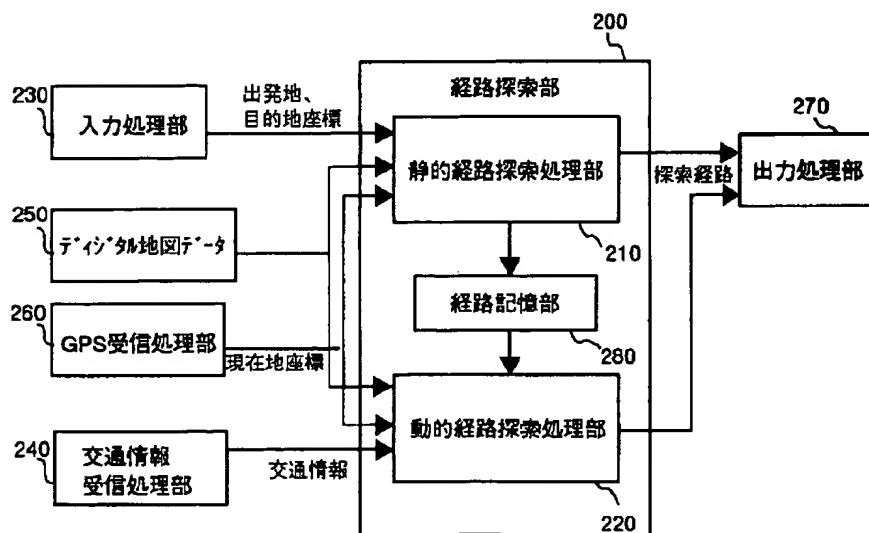 200
経路探索部
230
入力処理部
出発地、
目的地座標
静的経路探索処理部
210
探索経路
270
出力処理部
250
ディジタル地図データ
経路記憶部
280
260
GPS受信処理部
現在地座標
動的経路探索処理部
220
240
交通情報
受信処理部
交通情報